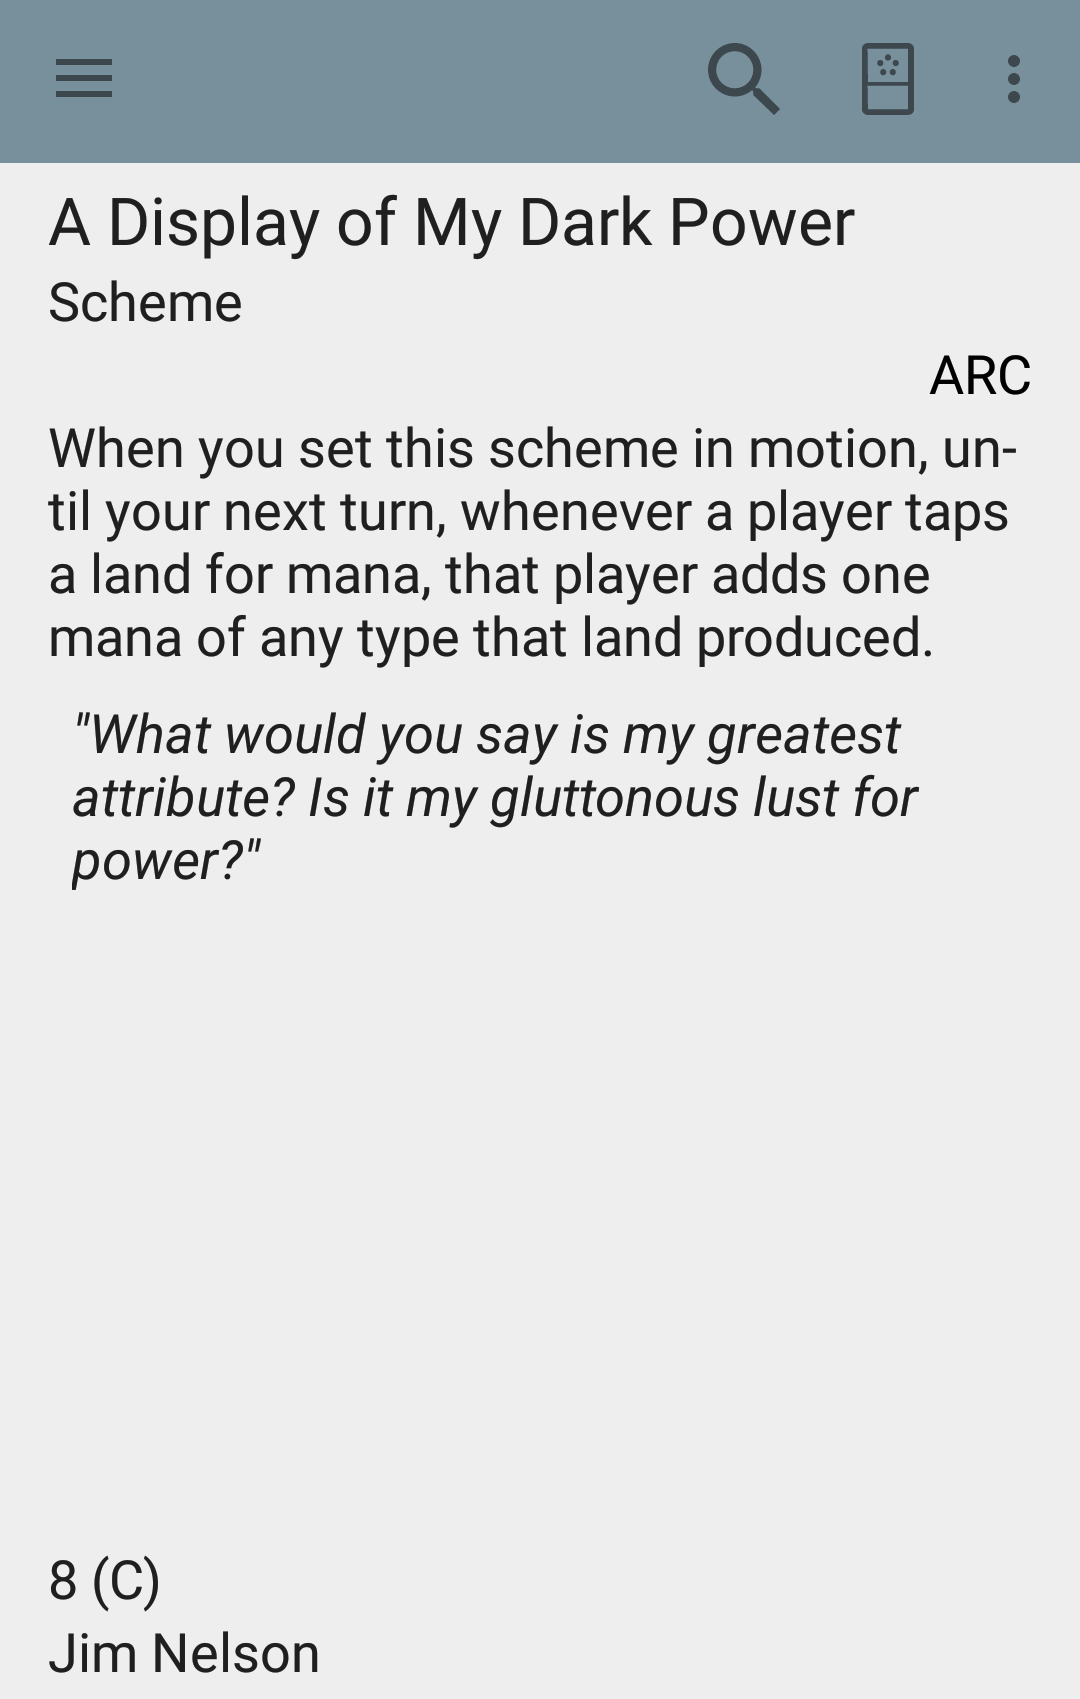 A Display of My Dark Power
Scheme
ARC
When you set this scheme in motion, un-
til your next turn, whenever a player taps
a land for mana, that player adds one
mana of any type that land produced.
"What would you say is my greatest
attribute? Is it my gluttonous lust for
power?"
8 (C)
Jim Nelson